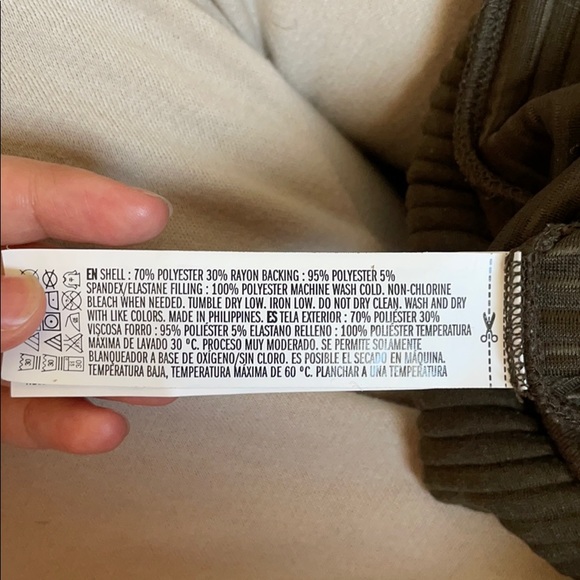 EN SHELL : 70% POLYESTER 30% RAYON BACKING : 95% POLYESTER 5%
SPANDEX/ELASTANE FILLING : 100% POLYESTER MACHINE WASH COLD. NON-CHLORINE
BLEACH WHEN NEEDED. TUMBLE DRY LOW. IRON LOW. DO NOT DRY CLEAN. WASH AND DRY
WITH LIKE COLORS. MADE IN PHILIPPINES. ES TELA EXTERIOR : 70% POLIÉSTER 30%
VISCOSA FORRO : 95% POLIÉSTER 5% ELASTANO RELLENO : 100% POLIÉSTER TEMPERATURA
MÁXIMA DE LAVADO 30 °C. PROCESO MUY MODERADO. SE PERMITE SOLAMENTE
BLANQUEADOR A BASE DE OXÍGENO/SIN CLORO. ES POSIBLE EL SECADO EN MÁQUINA.
TEMPERATURA BAJA, TEMPERATURA MÁXIMA DE 60 °C. PLANCHAR A UNA TEMPERATURA